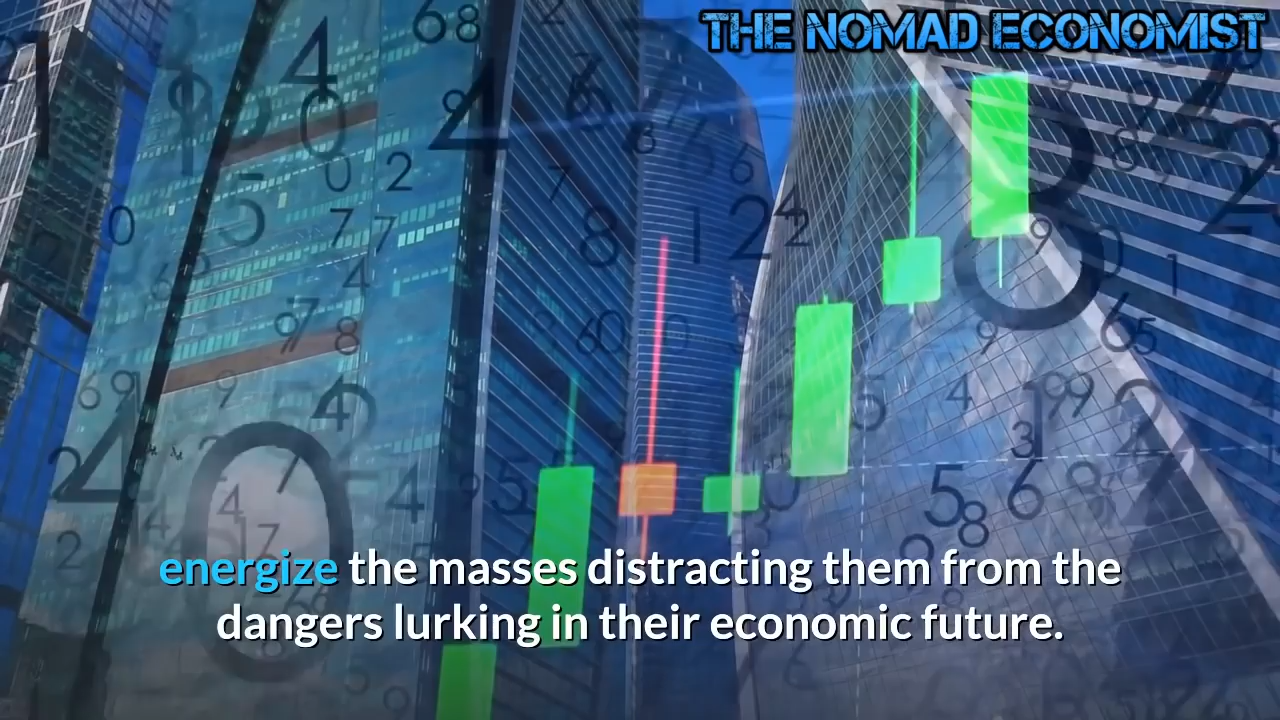 THE NOMAD ECONOMIST
energize the masses distracting them from the
dangers lurking in their economic future.